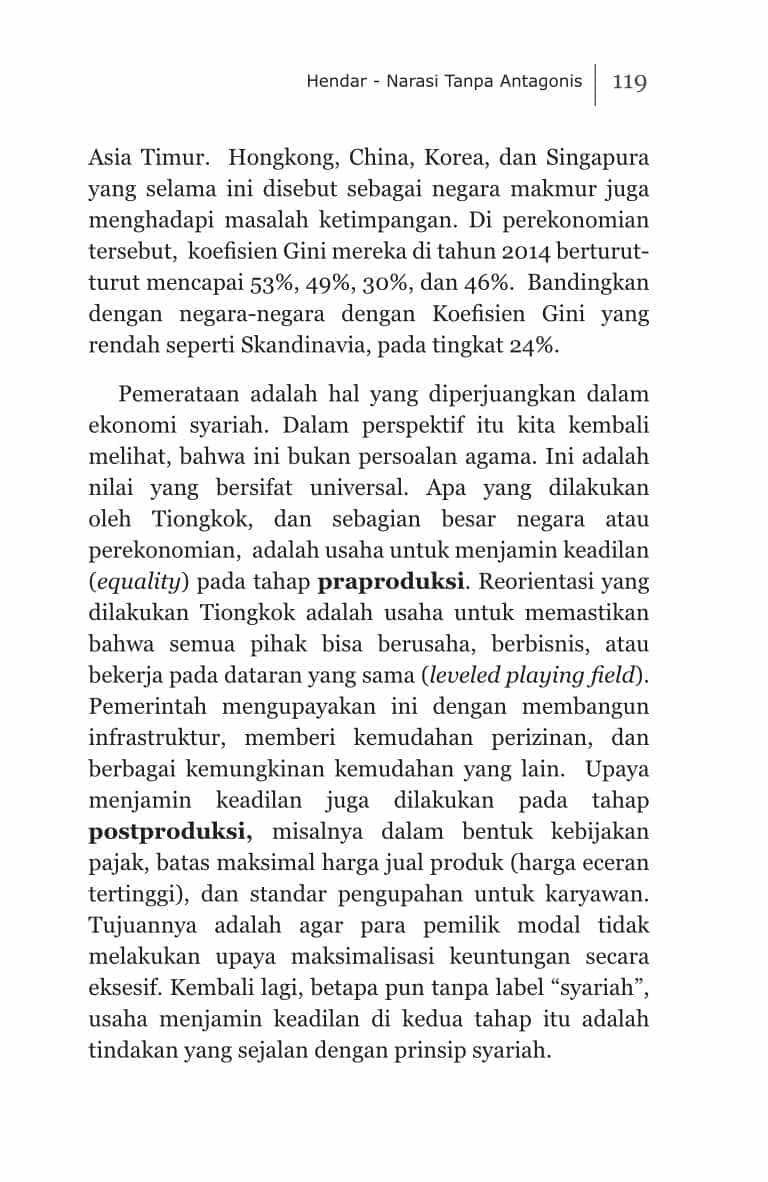 Hendar - Narasi Tanpa Antagonis 119
Asia Timur.  Hongkong, China, Korea, dan Singapura
yang selama ini disebut sebagai negara makmur juga
menghadapi masalah ketimpangan. Di perekonomian
tersebut,  koefisien Gini mereka di tahun 2014 berturut-
turut mencapai 53%, 49%, 30%, dan 46%.  Bandingkan
dengan negara-negara dengan Koefisien Gini yang
rendah seperti Skandinavia, pada tingkat 24%.
Pemerataan adalah hal yang diperjuangkan dalam
ekonomi syariah. Dalam perspektif itu kita kembali
melihat, bahwa ini bukan persoalan agama. Ini adalah
nilai yang bersifat universal. Apa yang dilakukan
oleh Tiongkok, dan sebagian besar negara atau
perekonomian,  adalah usaha untuk menjamin keadilan
(equality) pada tahap praproduksi. Reorientasi yang
dilakukan Tiongkok adalah usaha untuk memastikan
bahwa semua pihak bisa berusaha, berbisnis, atau
bekerja pada dataran yang sama (leveled playing field).
Pemerintah mengupayakan ini dengan membangun
infrastruktur, memberi kemudahan perizinan, dan
berbagai kemungkinan kemudahan yang lain.  Upaya
menjamin keadilan juga dilakukan pada tahap
postproduksi, misalnya dalam bentuk kebijakan
pajak, batas maksimal harga jual produk (harga eceran
tertinggi), dan standar pengupahan untuk karyawan.
Tujuannya adalah agar para pemilik modal tidak
melakukan upaya maksimalisasi keuntungan secara
eksesif. Kembali lagi, betapa pun tanpa label “syariah”,
usaha menjamin keadilan di kedua tahap itu adalah
tindakan yang sejalan dengan prinsip syariah.